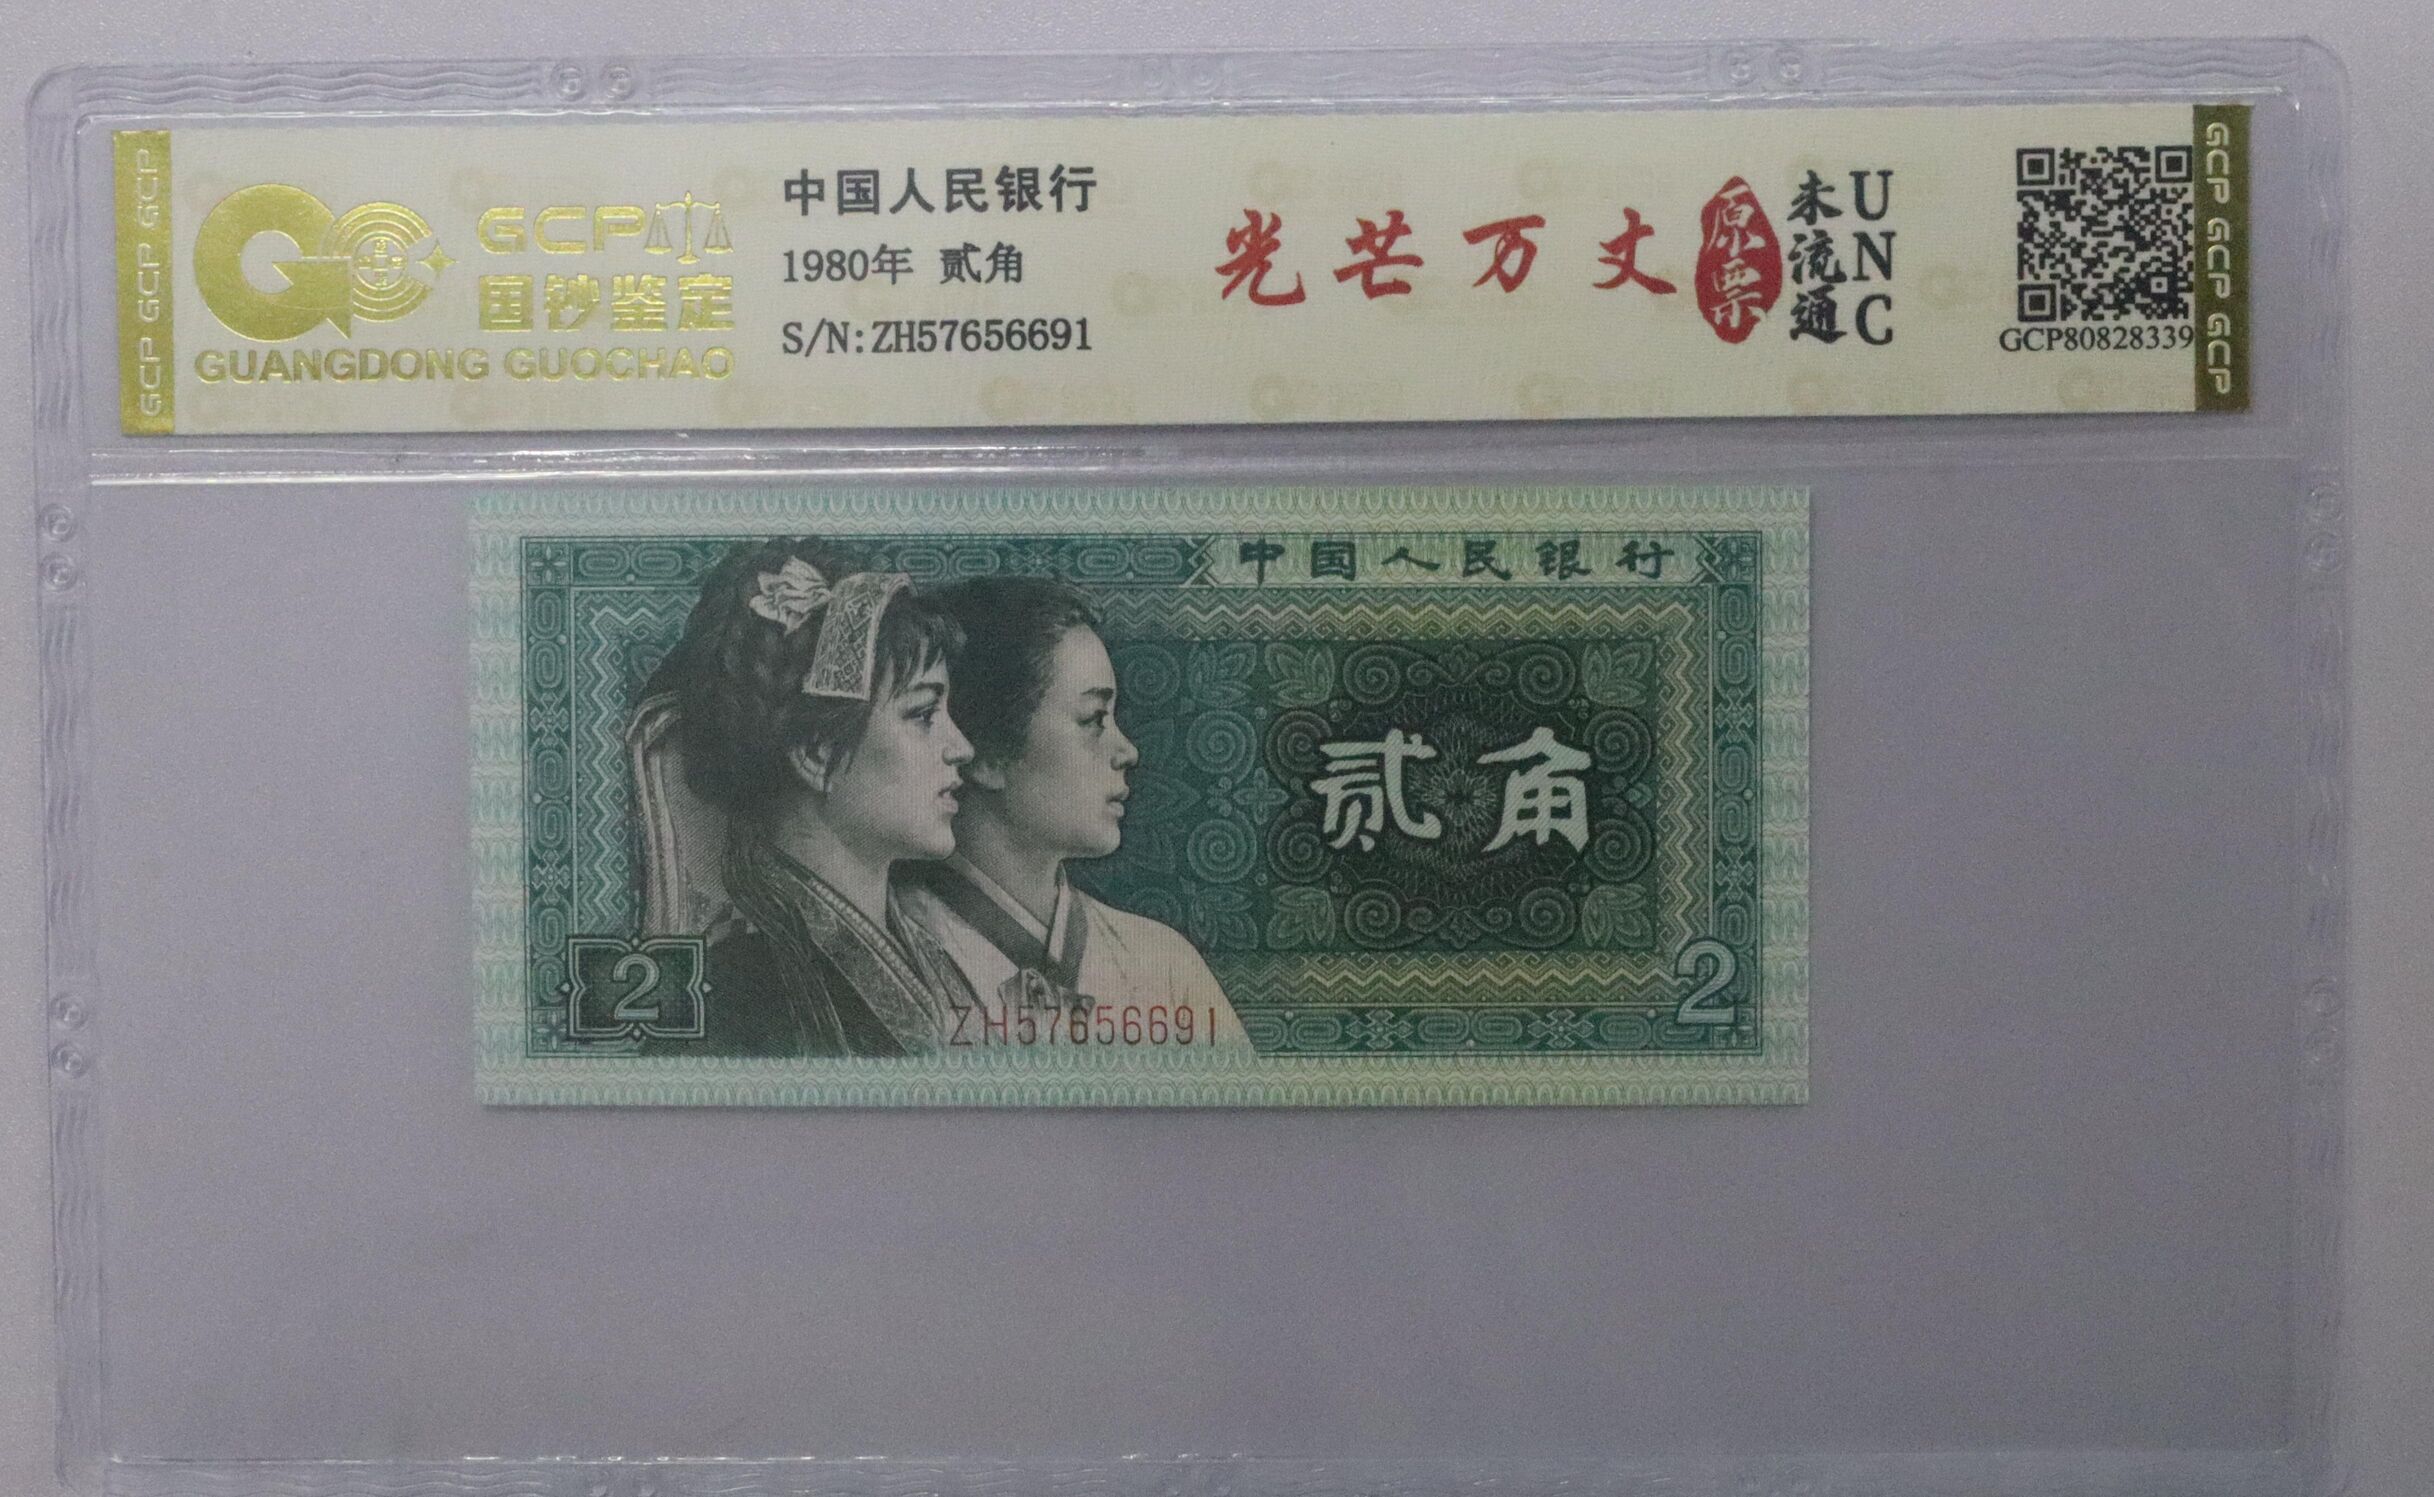 GCP GCP GCP
GCP
国钞鉴定
GUANGDONG GUOCHAO
中国人民银行
1980年 贰角
S/N:ZH57656691
光芒万丈
原票
未流通
UNC
GCP80828339
GCP GCP GCP
中国人民银行
贰角
2
ZH57656691
2